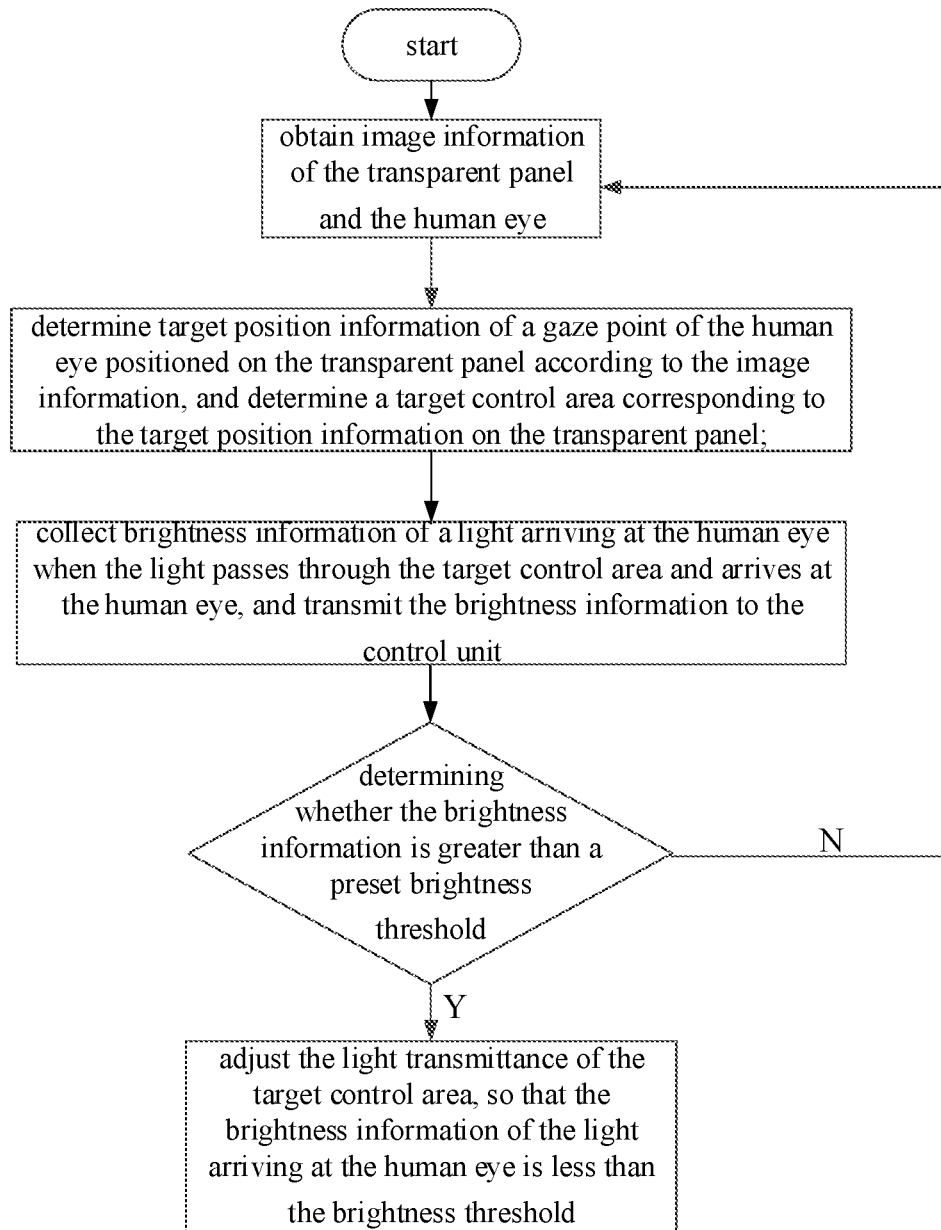 start
obtain image information
of the transparent panel
and the human eye
determine target position information of a gaze point of the human
eye positioned on the transparent panel according to the image
information, and determine a target control area corresponding to
the target position information on the transparent panel;
collect brightness information of a light arriving at the human eye
when the light passes through the target control area and arrives at
the human eye, and transmit the brightness information to the
control unit
determining
whether the brightness
information is greater than a
preset brightness
threshold
N
Y
adjust the light transmittance of the
target control area, so that the
brightness information of the light
arriving at the human eye is less than
the brightness threshold